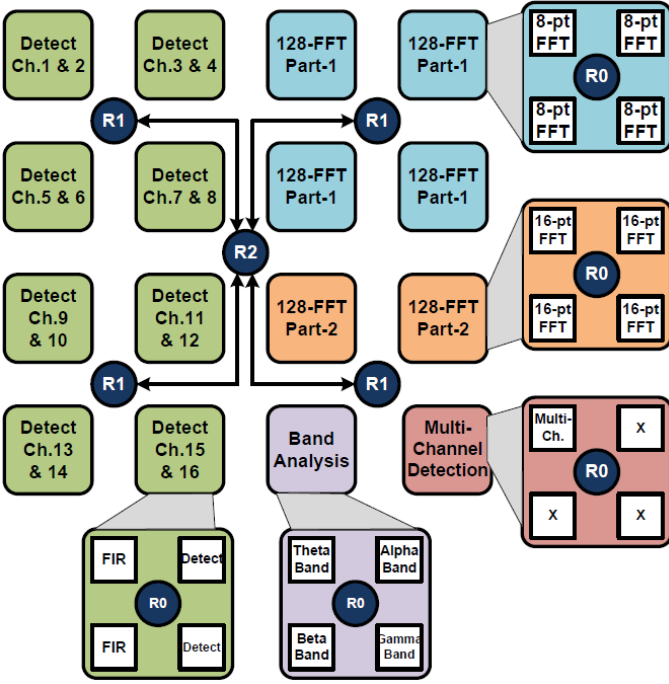 Detect
Ch.1 & 2
Detect
Ch.3 & 4
128-FFT
Part-1
128-FFT
Part-1
8-pt
FFT
8-pt
FFT
R0
8-pt
FFT
8-pt
FFT
R1
R1
Detect
Ch.5 & 6
Detect
Ch.7 & 8
128-FFT
Part-1
128-FFT
Part-1
R2
16-pt
FFT
16-pt
FFT
R0
16-pt
FFT
16-pt
FFT
Detect
Ch.9
& 10
Detect
Ch.11
& 12
128-FFT
Part-2
128-FFT
Part-2
R1
R1
Detect
Ch.13
& 14
Detect
Ch.15
& 16
Band
Analysis
Multi-
Channel
Detection
Multi-
Ch.
X
R0
X
X
FIR
Detect
R0
FIR
Detect
Theta
Band
Alpha
Band
R0
Beta
Band
Gamma
Band